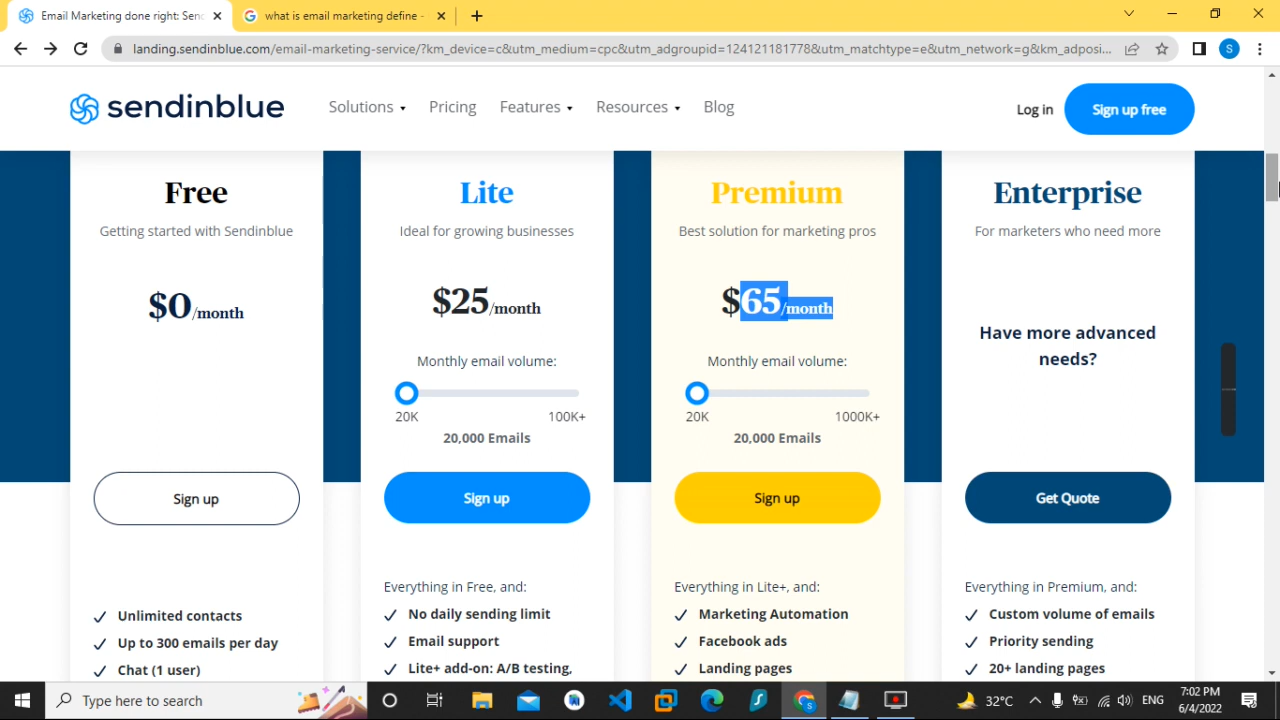 Email Marketing done right: Senc
what is email marketing define -
landing.sendinblue.com/email-marketing-service/?km_device=c&utm_medium=cpc&utm_adgroupid=124121181778&utm_matchtype=e&utm_network=g&km_adposi...
S
sendinblue
Solutions
Pricing
Features
Resources
Blog
Log in
Sign up free
Free
Getting started with Sendinblue
$0/month
Sign up
Unlimited contacts
Up to 300 emails per day
Chat (1 user)
Lite
Ideal for growing businesses
$25/month
Monthly email volume:
20K 100K+
20,000 Emails
Sign up
Everything in Free, and:
No daily sending limit
Email support
Lite+ add-on: A/B testing,
Premium
Best solution for marketing pros
$65/month
Monthly email volume:
20K 1000K+
20,000 Emails
Sign up
Everything in Lite+, and:
Marketing Automation
Facebook ads
Landing pages
Enterprise
For marketers who need more
Have more advanced
needs?
Get Quote
Everything in Premium, and:
Custom volume of emails
Priority sending
20+ landing pages
Type here to search
32°C
ENG
7:02 PM
6/4/2022